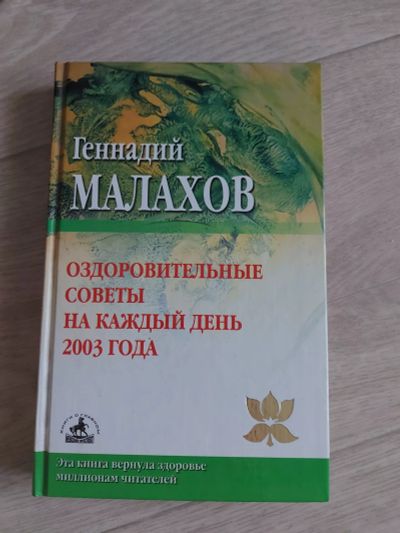 Геннадий
МАЛАХОВ
ОЗДОРОВИТЕЛЬНЫЕ
СОВЕТЫ
НА КАЖДЫЙ ДЕНЬ
2003 ГОДА
Эта книга вернула здоровье
миллионам читателей